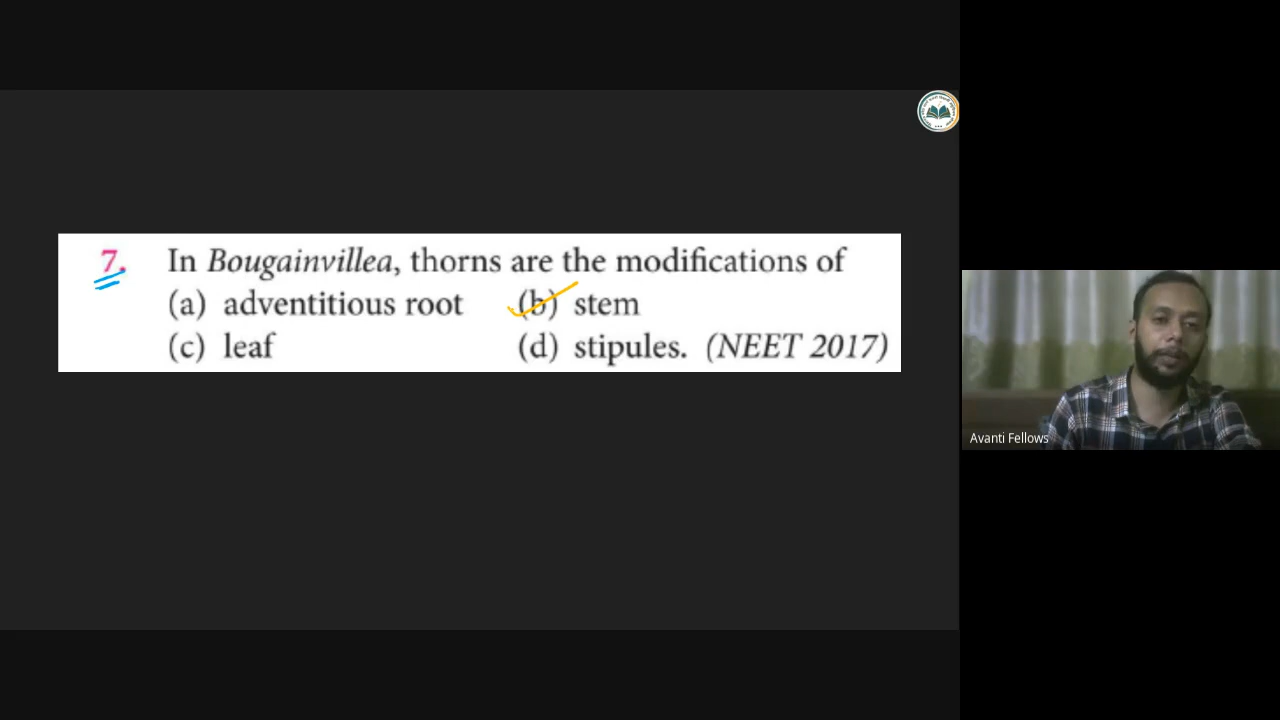 7. In Bougainvillea, thorns are the modifications of
(a) adventitious root (b) stem
(c) leaf (d) stipules. (NEET 2017)
Avanti Fellows